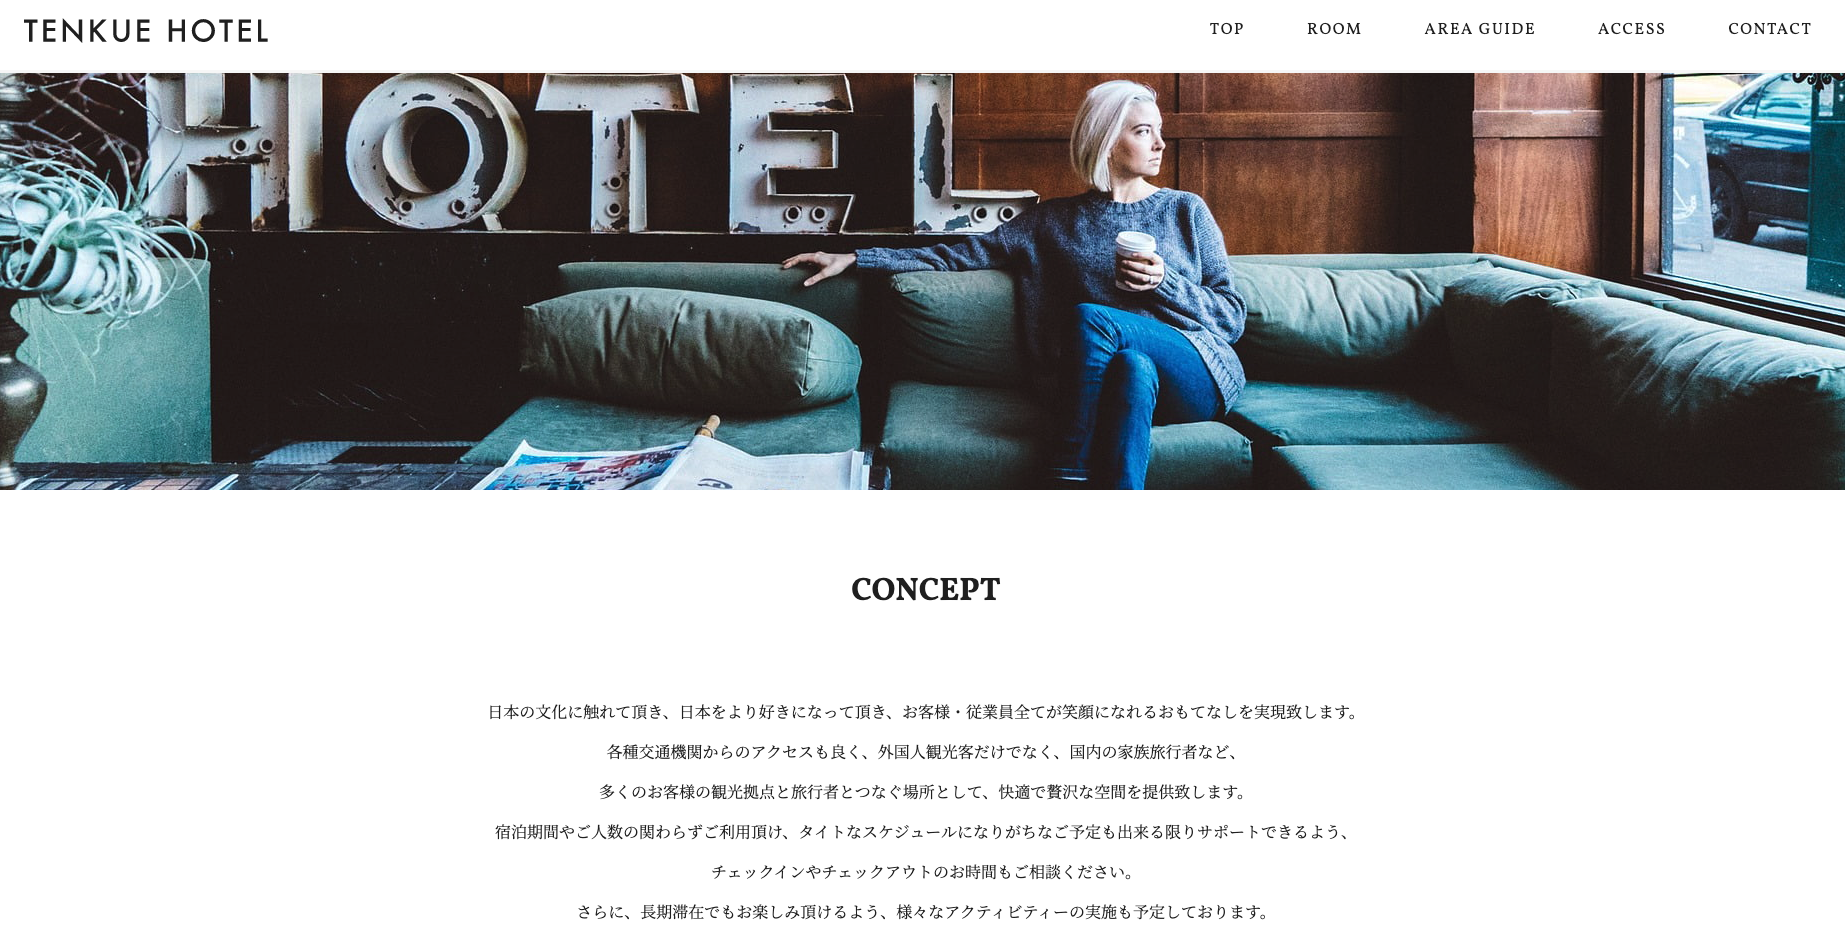 TENKUE HOTEL
TOP ROOM AREA GUIDE ACCESS CONTACT
HOTEL
CONCEPT
日本の文化に触れて頂き、日本をより好きになって頂き、お客様・従業員全てが笑顔になれるおもてなしを実現致します。
各種交通機関からのアクセスも良く、外国人観光客だけでなく、国内の家族旅行者など、
多くのお客様の観光拠点と旅行者とつなぐ場所として、快適で贅沢な空間を提供致します。
宿泊期間やご人数の関わらずご利用頂け、タイトなスケジュールになりがちなご予定も出来る限りサポートできるよう、
チェックインやチェックアウトのお時間もご相談ください。
さらに、長期滞在でもお楽しみ頂けるよう、様々なアクティビティーの実施も予定しております。